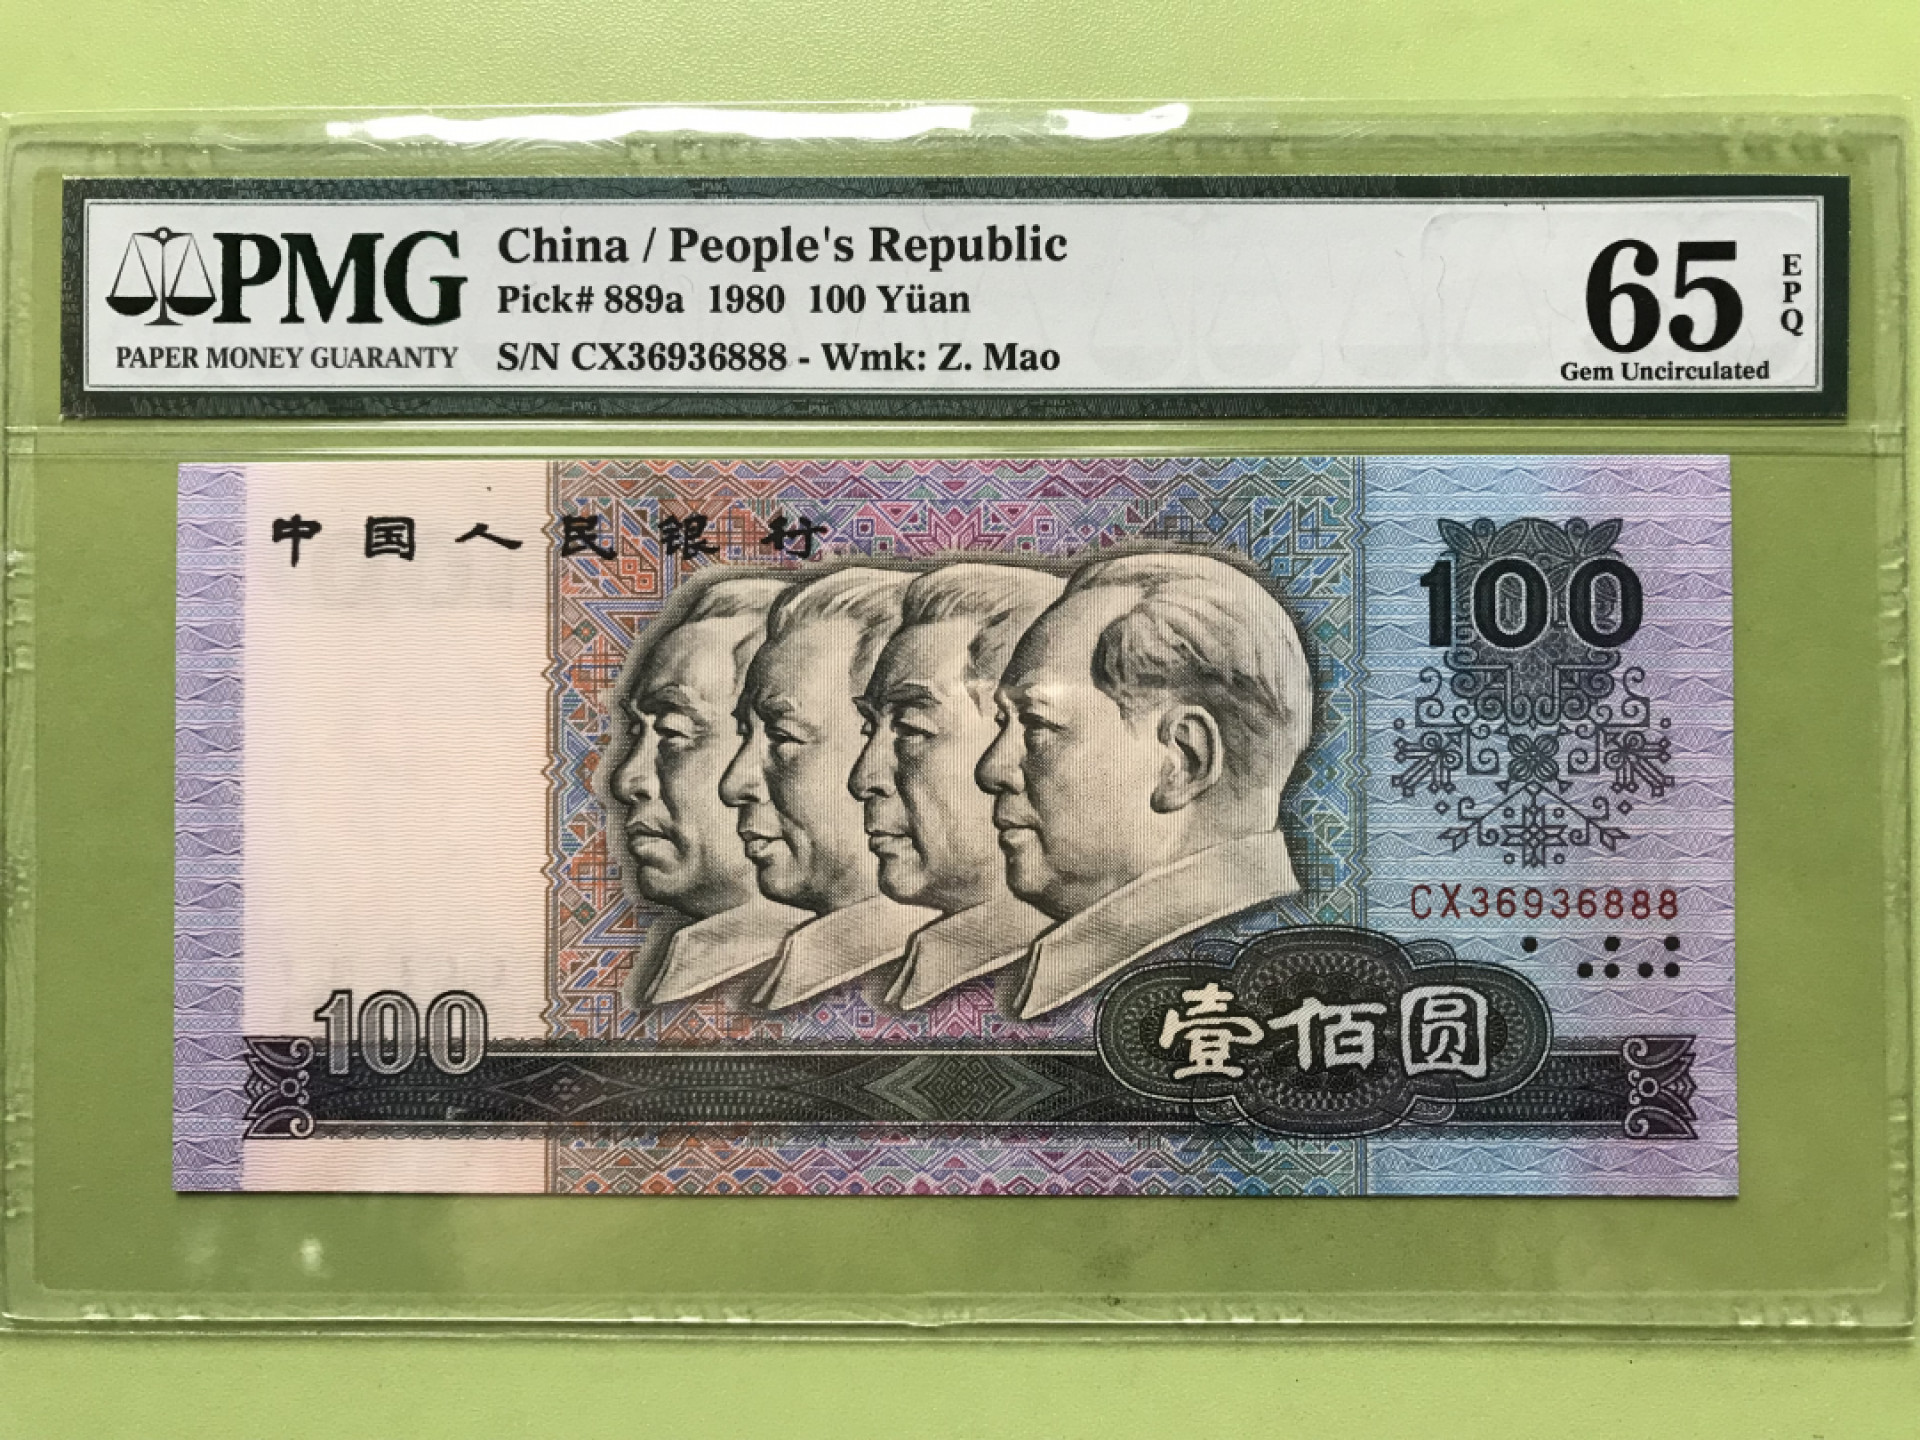 PMG
PAPER MONEY GUARANTY
China / People's Republic
Pick# 889a 1980 100 Yüan
S/N CX36936888 - Wmk: Z. Mao
65
EPQ
Gem Uncirculated
中国人民银行
100
CX36936888
100
壹佰圆